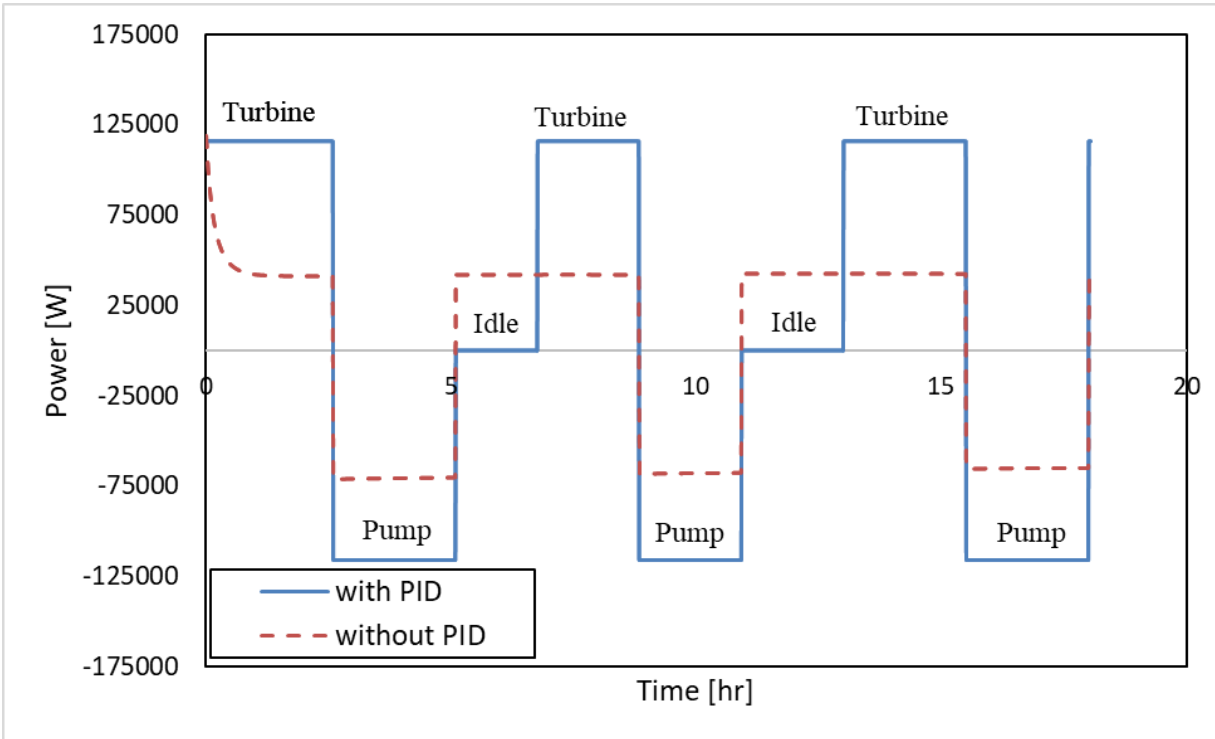 175000
125000
75000
25000
-25000
-75000
-125000
-175000
Power [W]
Turbine
Turbine
Turbine
Idle
Idle
0
5
10
15
20
Pump
Pump
Pump
with PID
without PID
Time [hr]